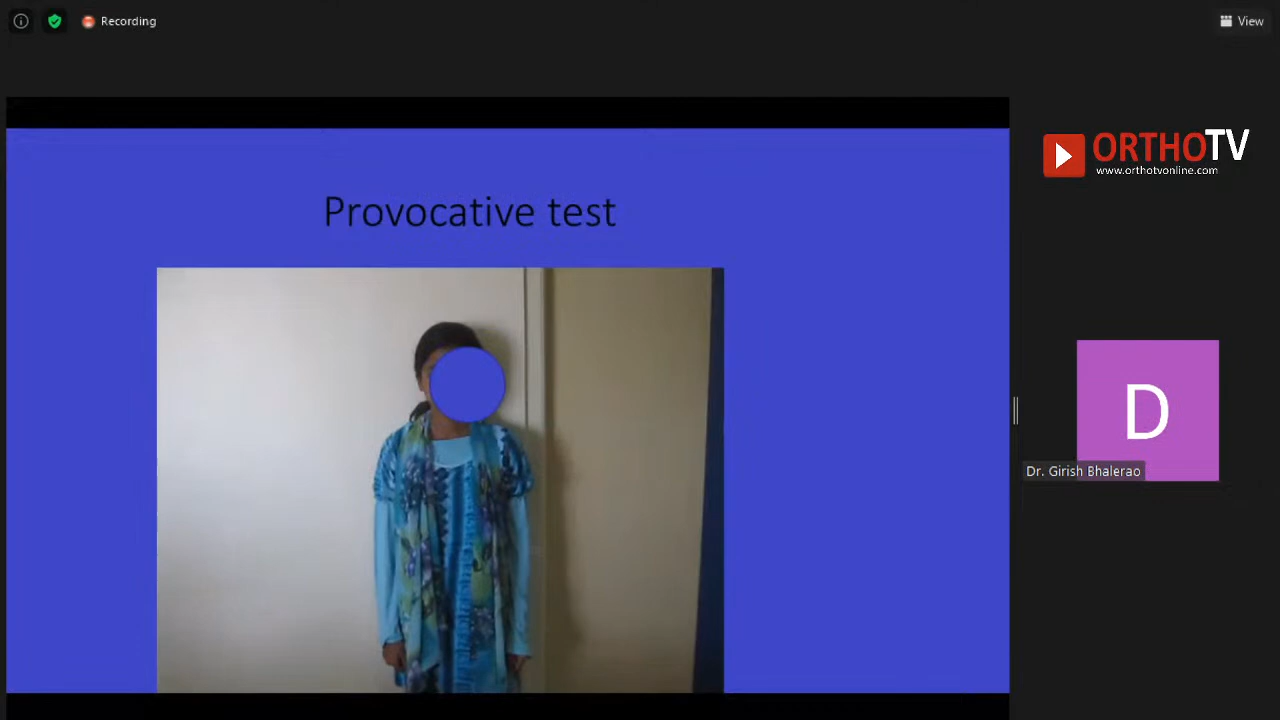 Recording
View
ORTHOTV
www.orthotvonline.com
Provocative test
D
Dr. Girish Bhalerao